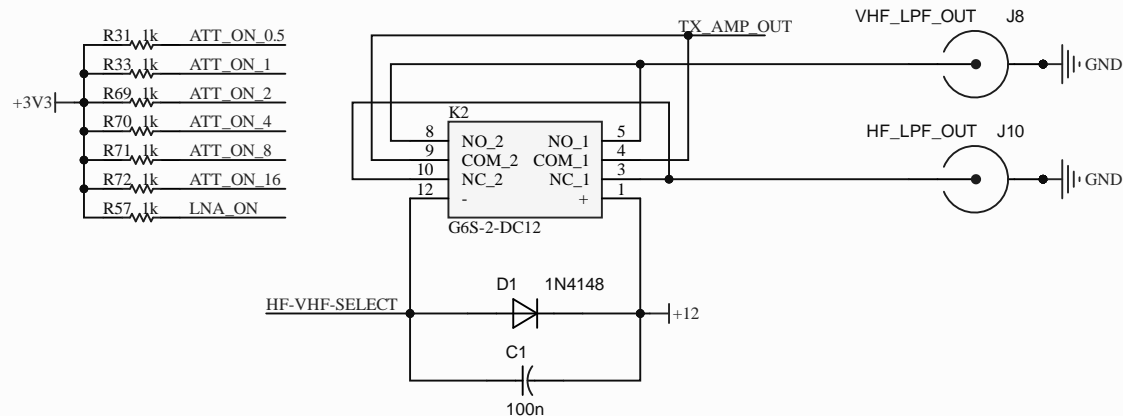 VHF_LPF_OUT J8
TX_AMP_OUT
R31 1k ATT_ON_0.5
R33 1k ATT_ON_1
R69 1k ATT_ON_2
R70 1k ATT_ON_4
R71 1k ATT_ON_8
R72 1k ATT_ON_16
R57 1k LNA_ON
+3V3
GND
K2
8 NO_2 NO_1 5
9 COM_2 COM_1 4
10 NC_2 NC_1 3
12 - + 1
G6S-2-DC12
HF_LPF_OUT J10
GND
D1 1N4148
HF-VHF-SELECT
+12
C1
100n